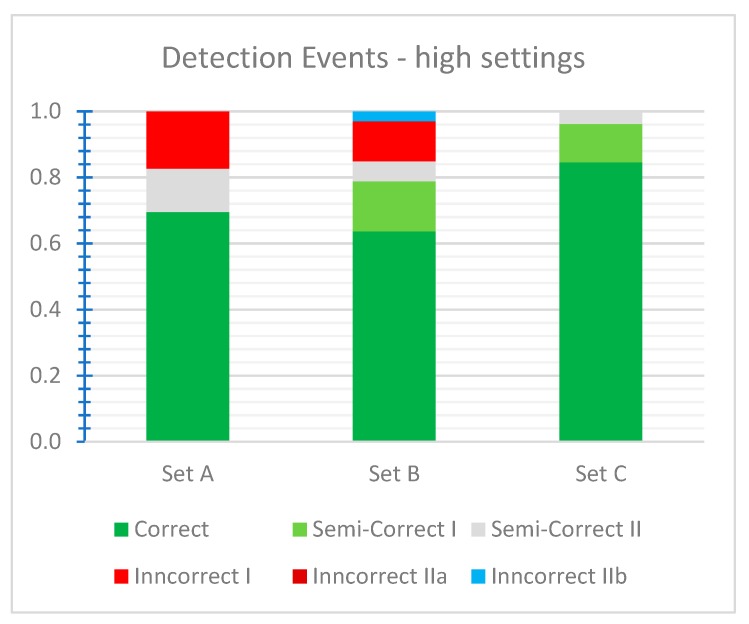 Detection Events - high settings
1.0
0.8
0.6
0.4
0.2
0.0
Set A Set B Set C
Correct Semi-Correct I Semi-Correct II
Inncorrect I Inncorrect IIa Inncorrect IIb